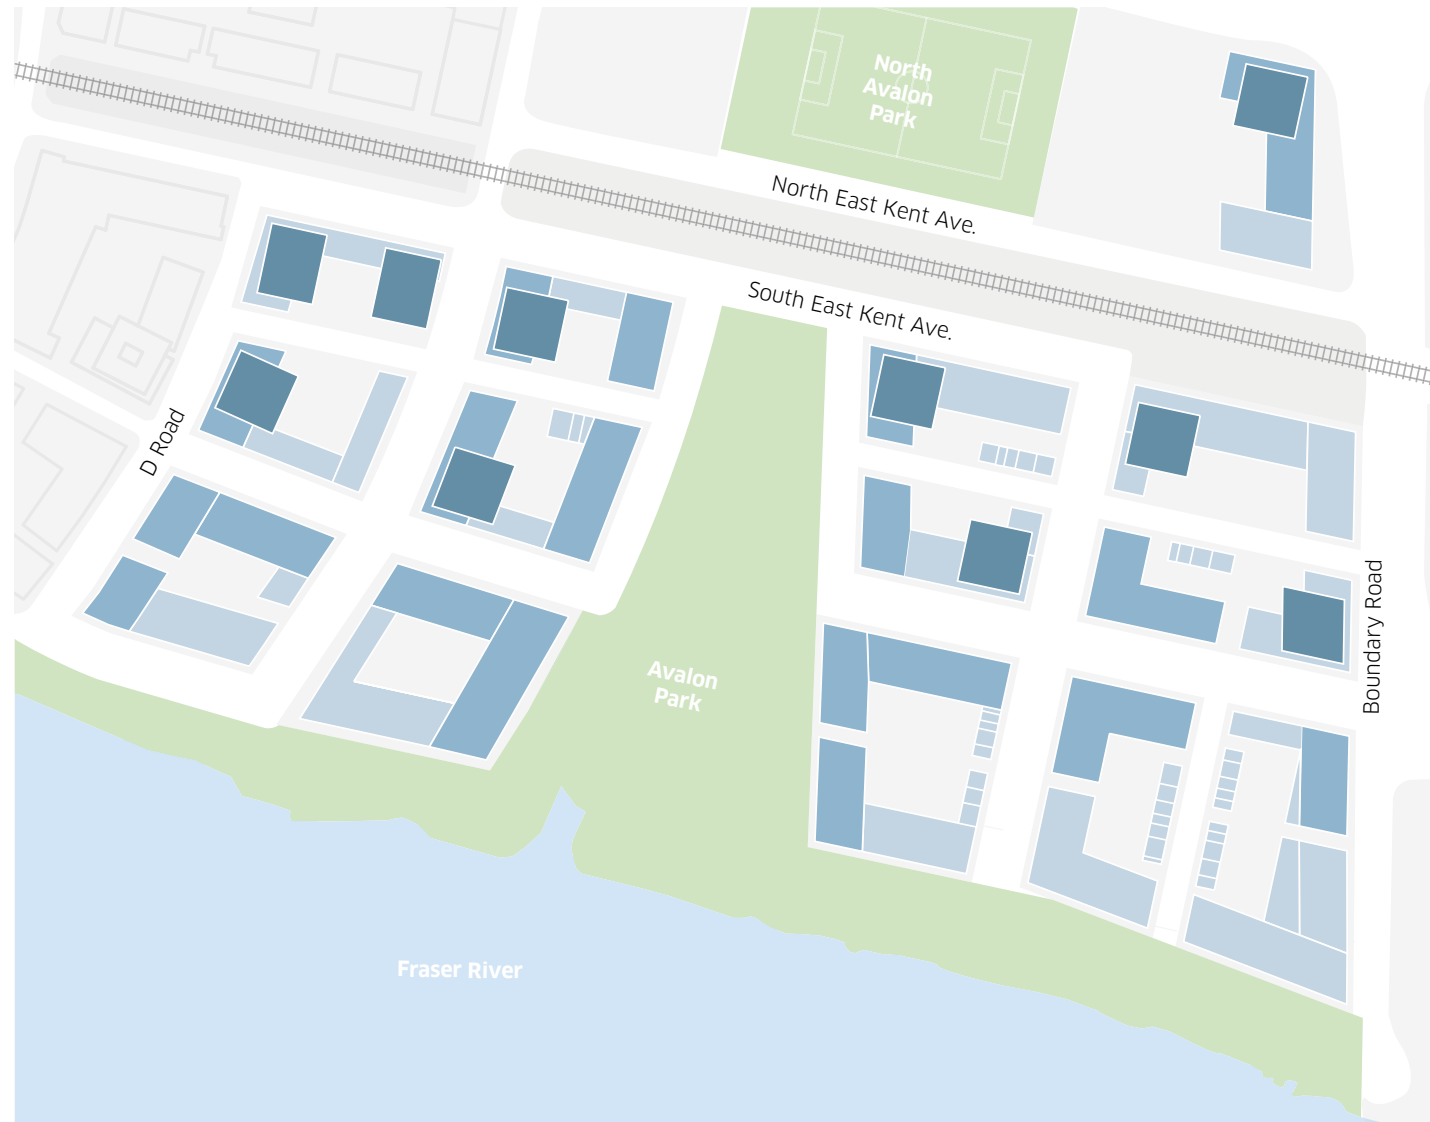 North
Avalon
Park
North East Kent Ave.
South East Kent Ave.
D Road
Boundary Road
Avalon
Park
Fraser River